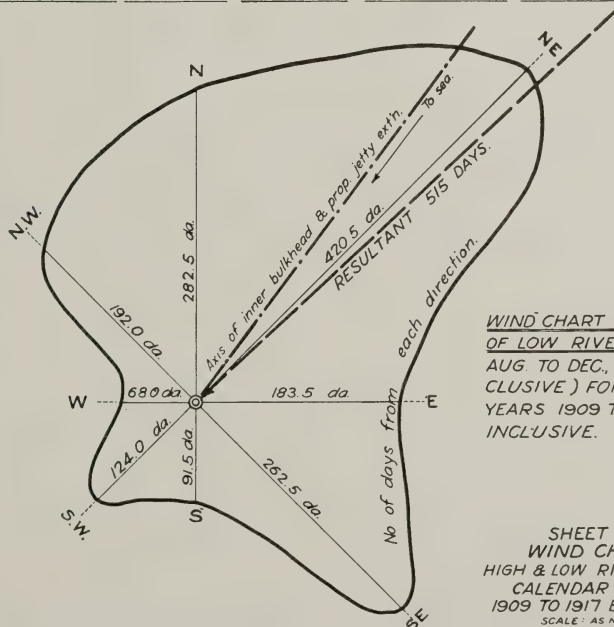 N
NE
N.W.
Axis of inner bulkhead & prop. jetty ext'n.
To sea.
420.5 da.
RESULTANT 515 DAYS.
282.5 da.
192.0 da.
W
68.0 da.
183.5 da.
E
124.0 da.
91.5 da.
S.W.
S
262.5 da.
SE
No of days from each direction.
WIND CHART
OF LOW RIVE
AUG. TO DEC.,
CLUSIVE) FO
YEARS 1909 T
INCLUSIVE.
SHEET
WIND CH
HIGH & LOW RI
CALENDAR
1909 TO 1917
SCALE: AS